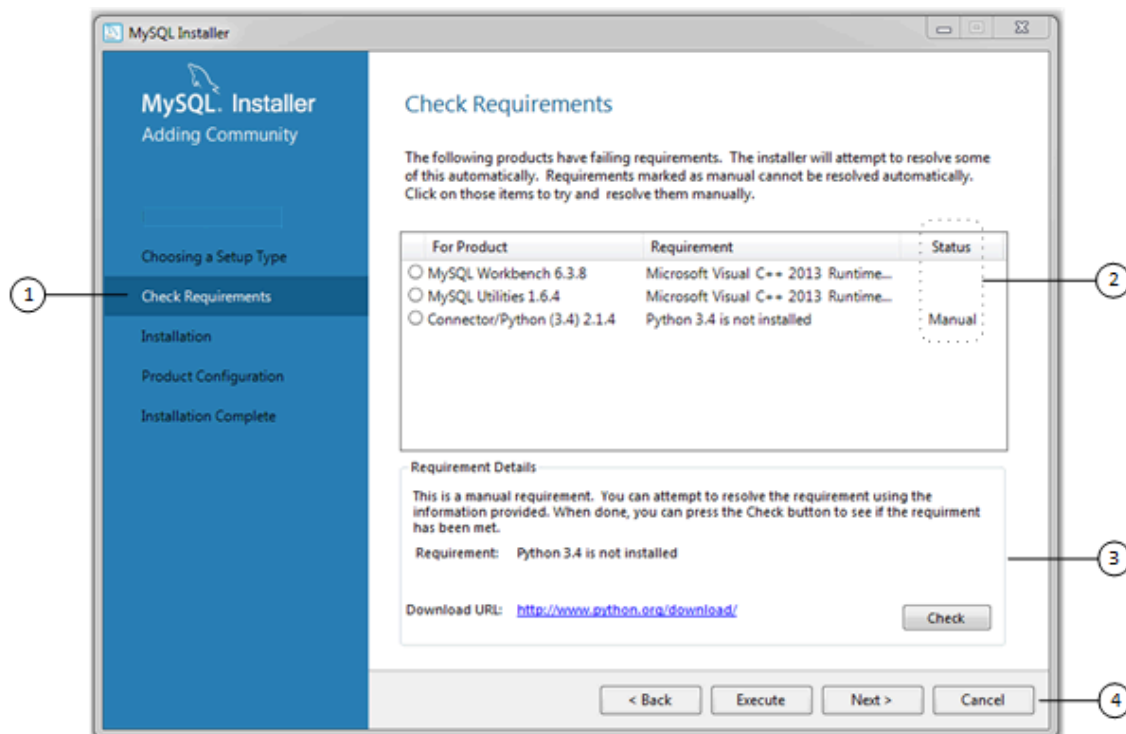 MySQL Installer
MySQL. Installer
Adding Community
Choosing a Setup Type
Check Requirements
Installation
Product Configuration
Installation Complete
Check Requirements
The following products have failing requirements. The installer will attempt to resolve some
of this automatically. Requirements marked as manual cannot be resolved automatically.
Click on those items to try and resolve them manually.
For Product Requirement Status
MySQL Workbench 6.3.8 Microsoft Visual C++ 2013 Runtime...
MySQL Utilities 1.6.4 Microsoft Visual C++ 2013 Runtime...
Connector/Python (3.4) 2.1.4 Python 3.4 is not installed Manual
Requirement Details
This is a manual requirement. You can attempt to resolve the requirement using the
information provided. When done, you can press the Check button to see if the requirment
has been met.
Requirement: Python 3.4 is not installed
Download URL: http://www.python.org/download/
Check
< Back Execute Next > Cancel
1
2
3
4